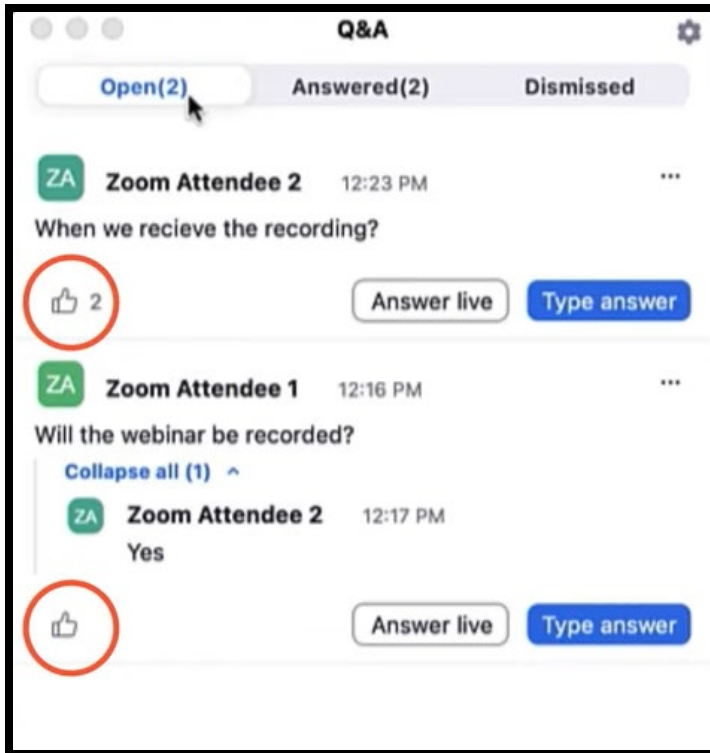 Q&A
Open(2) Answered(2) Dismissed
ZA Zoom Attendee 2 12:23 PM
When we recieve the recording?
2 Answer live Type answer
ZA Zoom Attendee 1 12:16 PM
Will the webinar be recorded?
Collapse all (1)
ZA Zoom Attendee 2 12:17 PM
Yes
Answer live Type answer